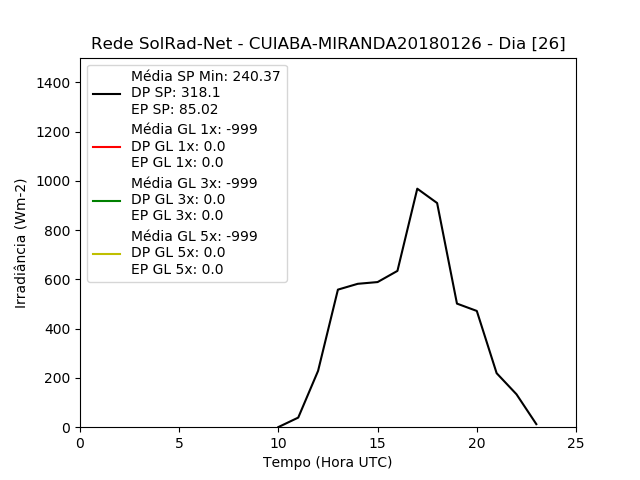 Rede SolRad-Net - CUIABA-MIRANDA20180126 - Dia [26]
Média SP Min: 240.37
DP SP: 318.1
EP SP: 85.02
Média GL 1x: -999
DP GL 1x: 0.0
EP GL 1x: 0.0
Média GL 3x: -999
DP GL 3x: 0.0
EP GL 3x: 0.0
Média GL 5x: -999
DP GL 5x: 0.0
EP GL 5x: 0.0
Irradiância (Wm-2)
1400
1200
1000
800
600
400
200
0
0 5 10 15 20 25
Tempo (Hora UTC)